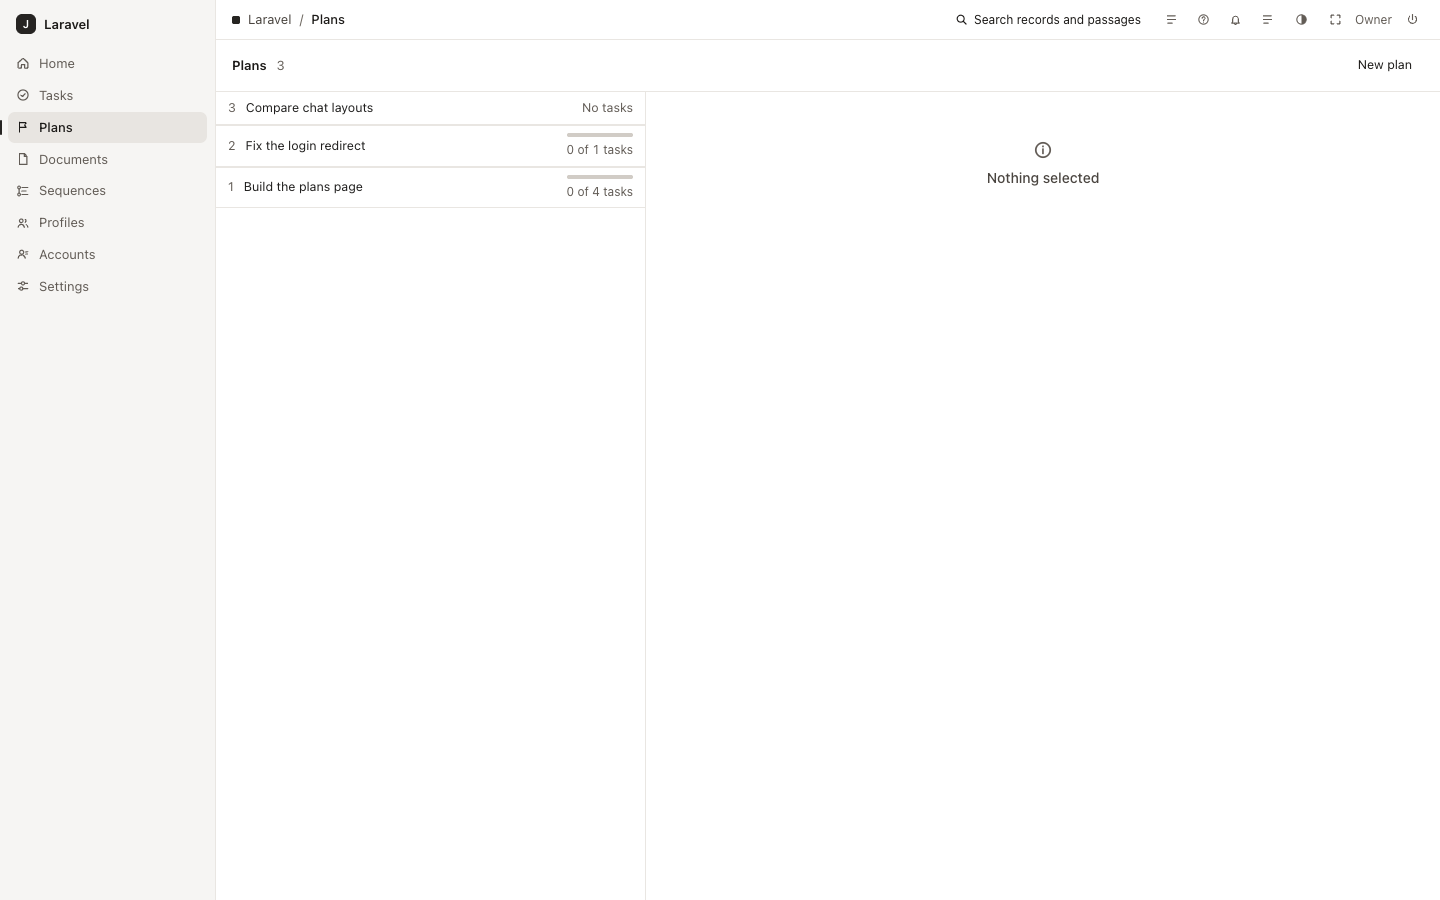 J Laravel
Home
Tasks
Plans
Documents
Sequences
Profiles
Accounts
Settings
Laravel / Plans
Search records and passages
Owner
Plans 3
New plan
3 Compare chat layouts No tasks
2 Fix the login redirect 0 of 1 tasks
1 Build the plans page 0 of 4 tasks
Nothing selected